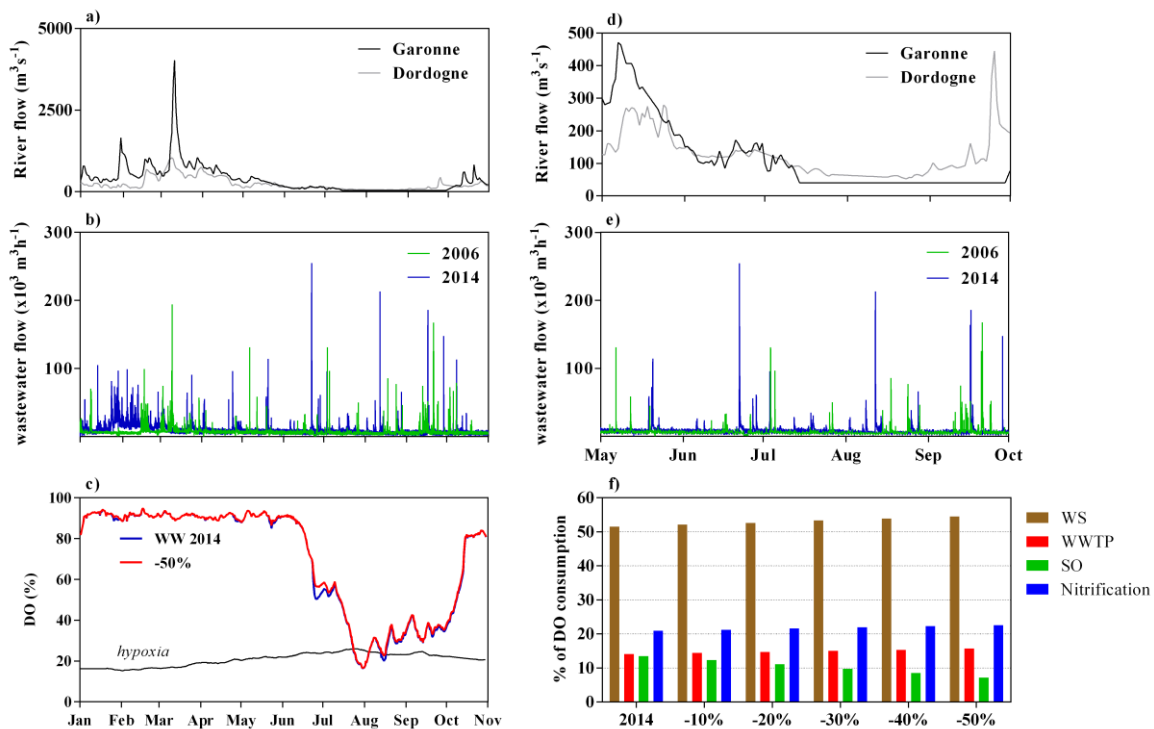 a)
River flow (m³s⁻¹)
5000
2500
0
Garonne
Dordogne
d)
River flow (m³s⁻¹)
500
400
300
200
100
0
Garonne
Dordogne
b)
wastewater flow (x10³ m³h⁻¹)
300
200
100
2006
2014
e)
wastewater flow (x10³ m³h⁻¹)
300
200
100
2006
2014
May Jun Jul Aug Sep Oct
c)
DO (%)
100
80
60
40
20
0
WW 2014
-50%
hypoxia
Jan Feb Mar Apr May Jun Jul Aug Sep Oct Nov
f)
% of DO consumption
60
50
40
30
20
10
0
2014 -10% -20% -30% -40% -50%
WS
WWTP
SO
Nitrification